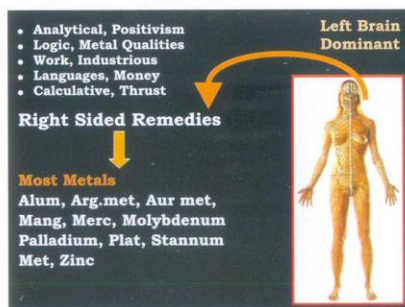 • Analytical, Positivism
• Logic, Metal Qualities
• Work, Industrious
• Languages, Money
• Calculative, Thrust
Left Brain
Dominant
Right Sided Remedies
Most Metals
Alum, Arg.met, Aur met,
Mang, Merc, Molybdenum
Palladium, Plat, Stannum
Met, Zinc